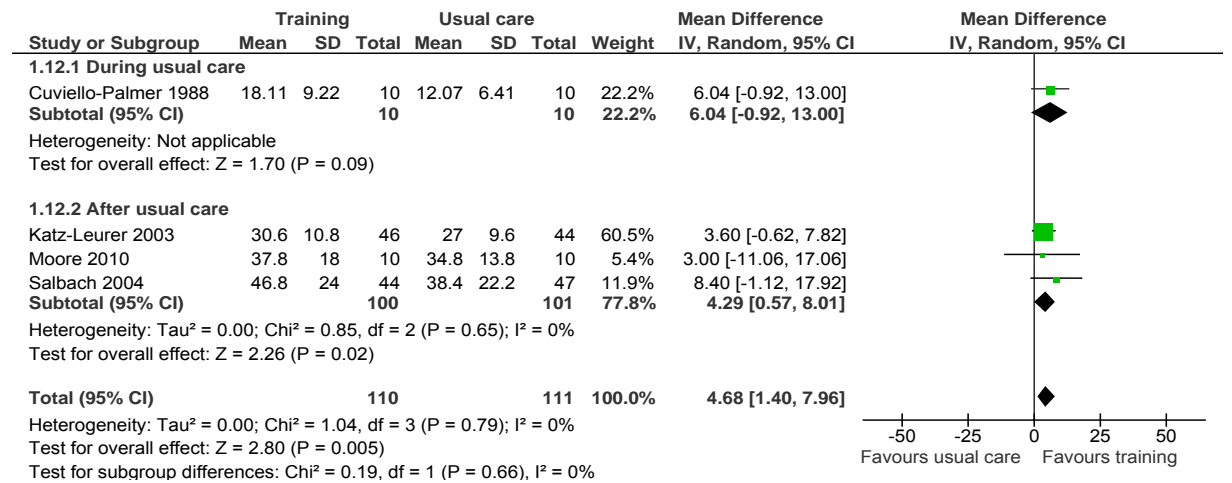 Training Usual care Mean Difference Mean Difference
Study or Subgroup Mean SD Total Mean SD Total Weight IV, Random, 95% CI IV, Random, 95% CI
1.12.1 During usual care
Cuviello-Palmer 1988 18.11 9.22 10 12.07 6.41 10 22.2% 6.04 [-0.92, 13.00]
Subtotal (95% CI) 10 10 22.2% 6.04 [-0.92, 13.00]
Heterogeneity: Not applicable
Test for overall effect: Z = 1.70 (P = 0.09)
1.12.2 After usual care
Katz-Leurer 2003 30.6 10.8 46 27 9.6 44 60.5% 3.60 [-0.62, 7.82]
Moore 2010 37.8 18 10 34.8 13.8 10 5.4% 3.00 [-11.06, 17.06]
Salbach 2004 46.8 24 44 38.4 22.2 47 11.9% 8.40 [-1.12, 17.92]
Subtotal (95% CI) 100 101 77.8% 4.29 [0.57, 8.01]
Heterogeneity: Tau² = 0.00; Chi² = 0.85, df = 2 (P = 0.65); I² = 0%
Test for overall effect: Z = 2.26 (P = 0.02)
Total (95% CI) 110 111 100.0% 4.68 [1.40, 7.96]
Heterogeneity: Tau² = 0.00; Chi² = 1.04, df = 3 (P = 0.79); I² = 0%
Test for overall effect: Z = 2.80 (P = 0.005)
Test for subgroup differences: Chi² = 0.19, df = 1 (P = 0.66), I² = 0%
-50 -25 0 25 50
Favours usual care Favours training